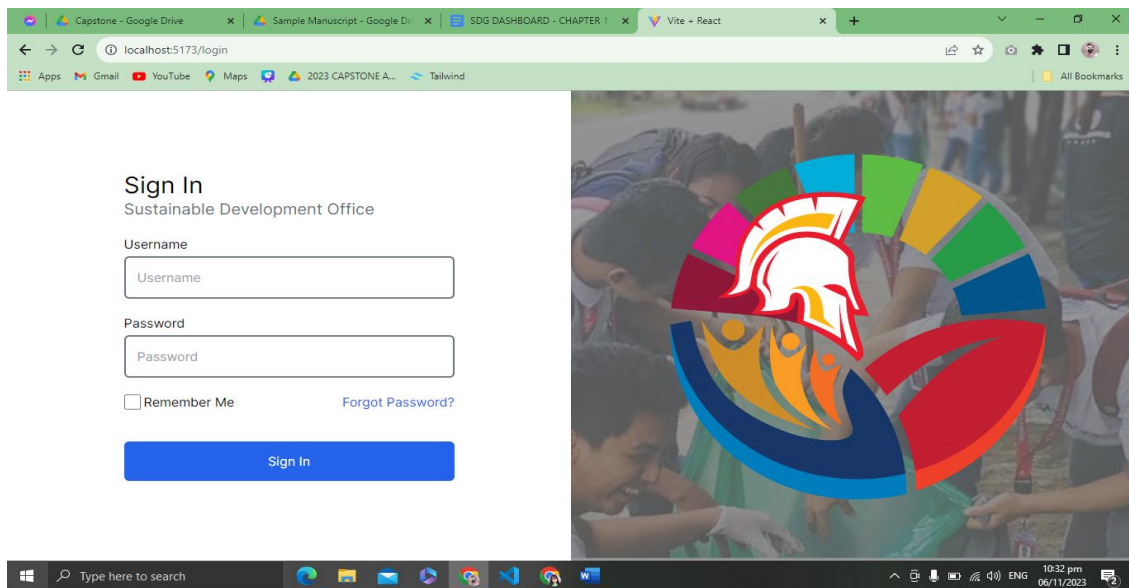 Capstone - Google Drive
Sample Manuscript - Google Dri
SDG DASHBOARD - CHAPTER 1
Vite + React
localhost:5173/login
Apps Gmail YouTube Maps 2023 CAPSTONE A... Tailwind All Bookmarks
Sign In
Sustainable Development Office
Username
Username
Password
Password
Remember Me Forgot Password?
Sign In
Type here to search
ENG
10:32 pm
06/11/2023
2